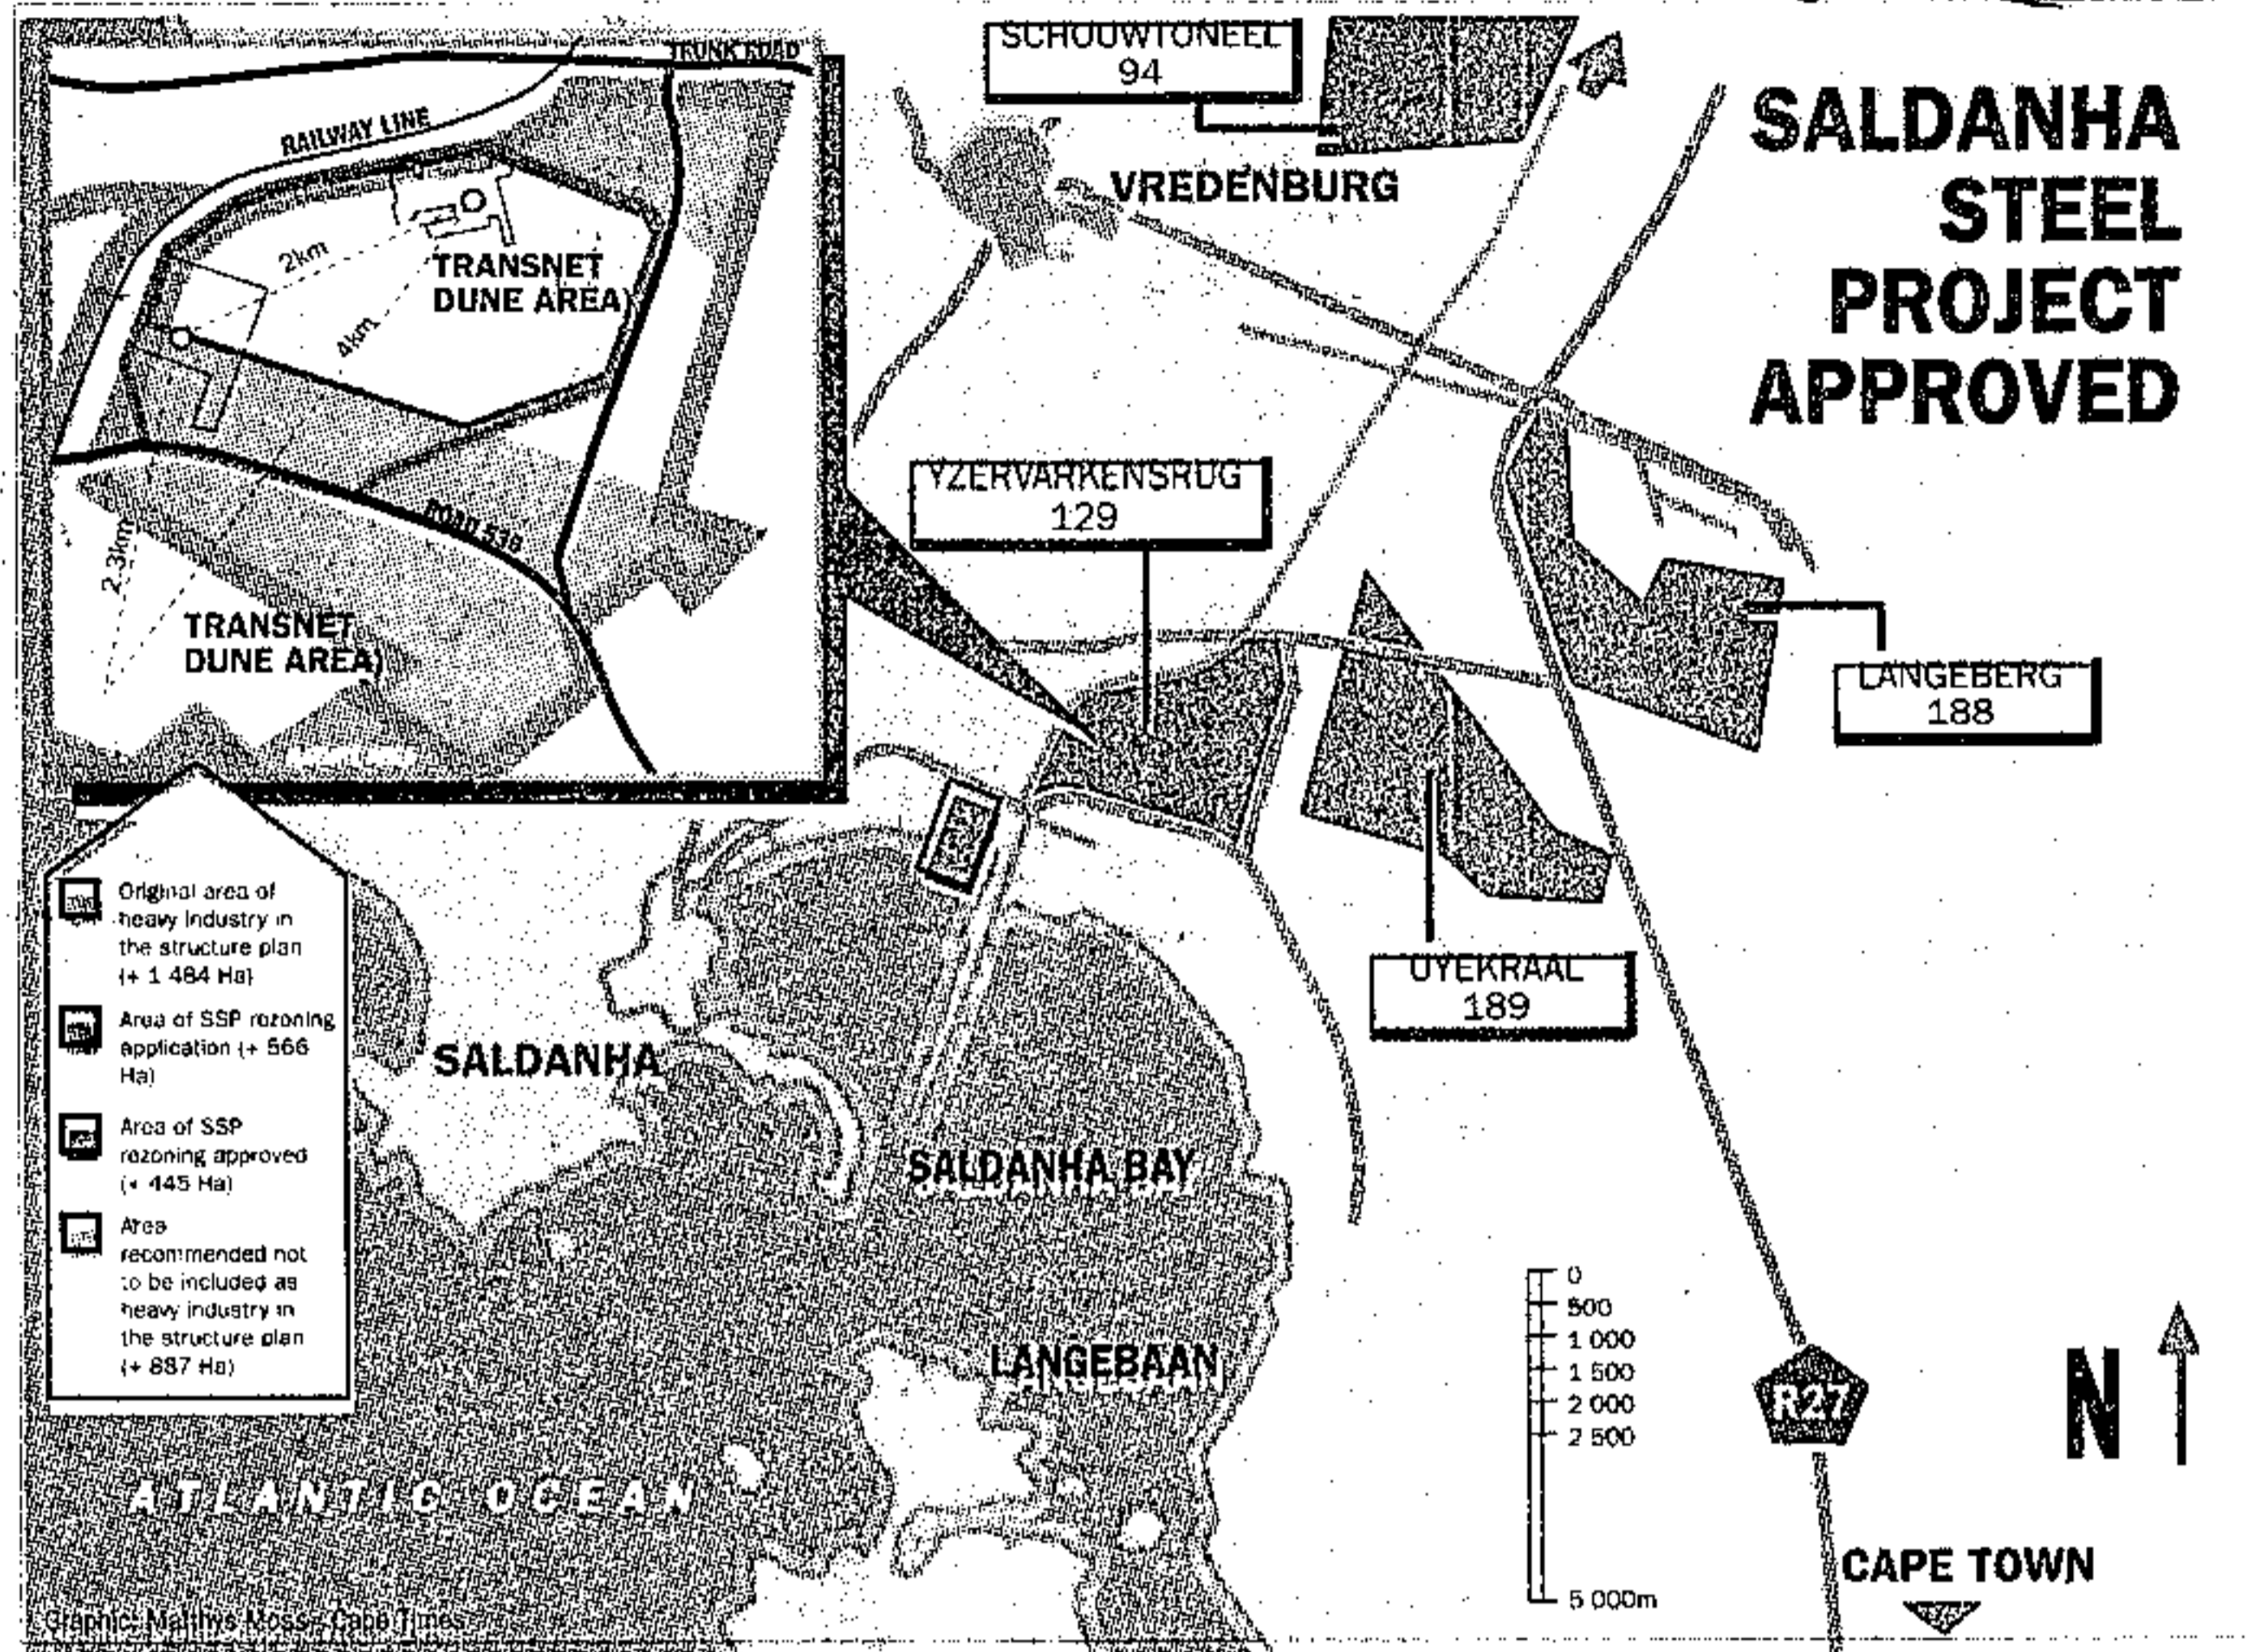 SALDANHA
STEEL
PROJECT
APPROVED
SCHOUWTONEEL
94
VREDENBURG
YZERVARKENSRUG
129
LANGEBERG
188
UYEKRAAL
189
TRUNK ROAD
RAILWAY LINE
2km
TRANSNET
DUNE AREA)
4km
ROAD 538
2.3km
TRANSNET
DUNE AREA)
Original area of
heavy industry in
the structure plan
(+ 1 484 Ha)
Area of SSP rezoning
application (+ 566
Ha)
Area of SSP
rezoning approved
(+ 445 Ha)
Area
recommended not
to be included as
heavy industry in
the structure plan
(+ 887 Ha)
SALDANHA
SALDANHA BAY
LANGEBAAN
ATLANTIC OCEAN
0
500
1 000
1 500
2 000
2 500
5 000m
R27
N
CAPE TOWN
Graphic: Matthys Moss - Cape Times